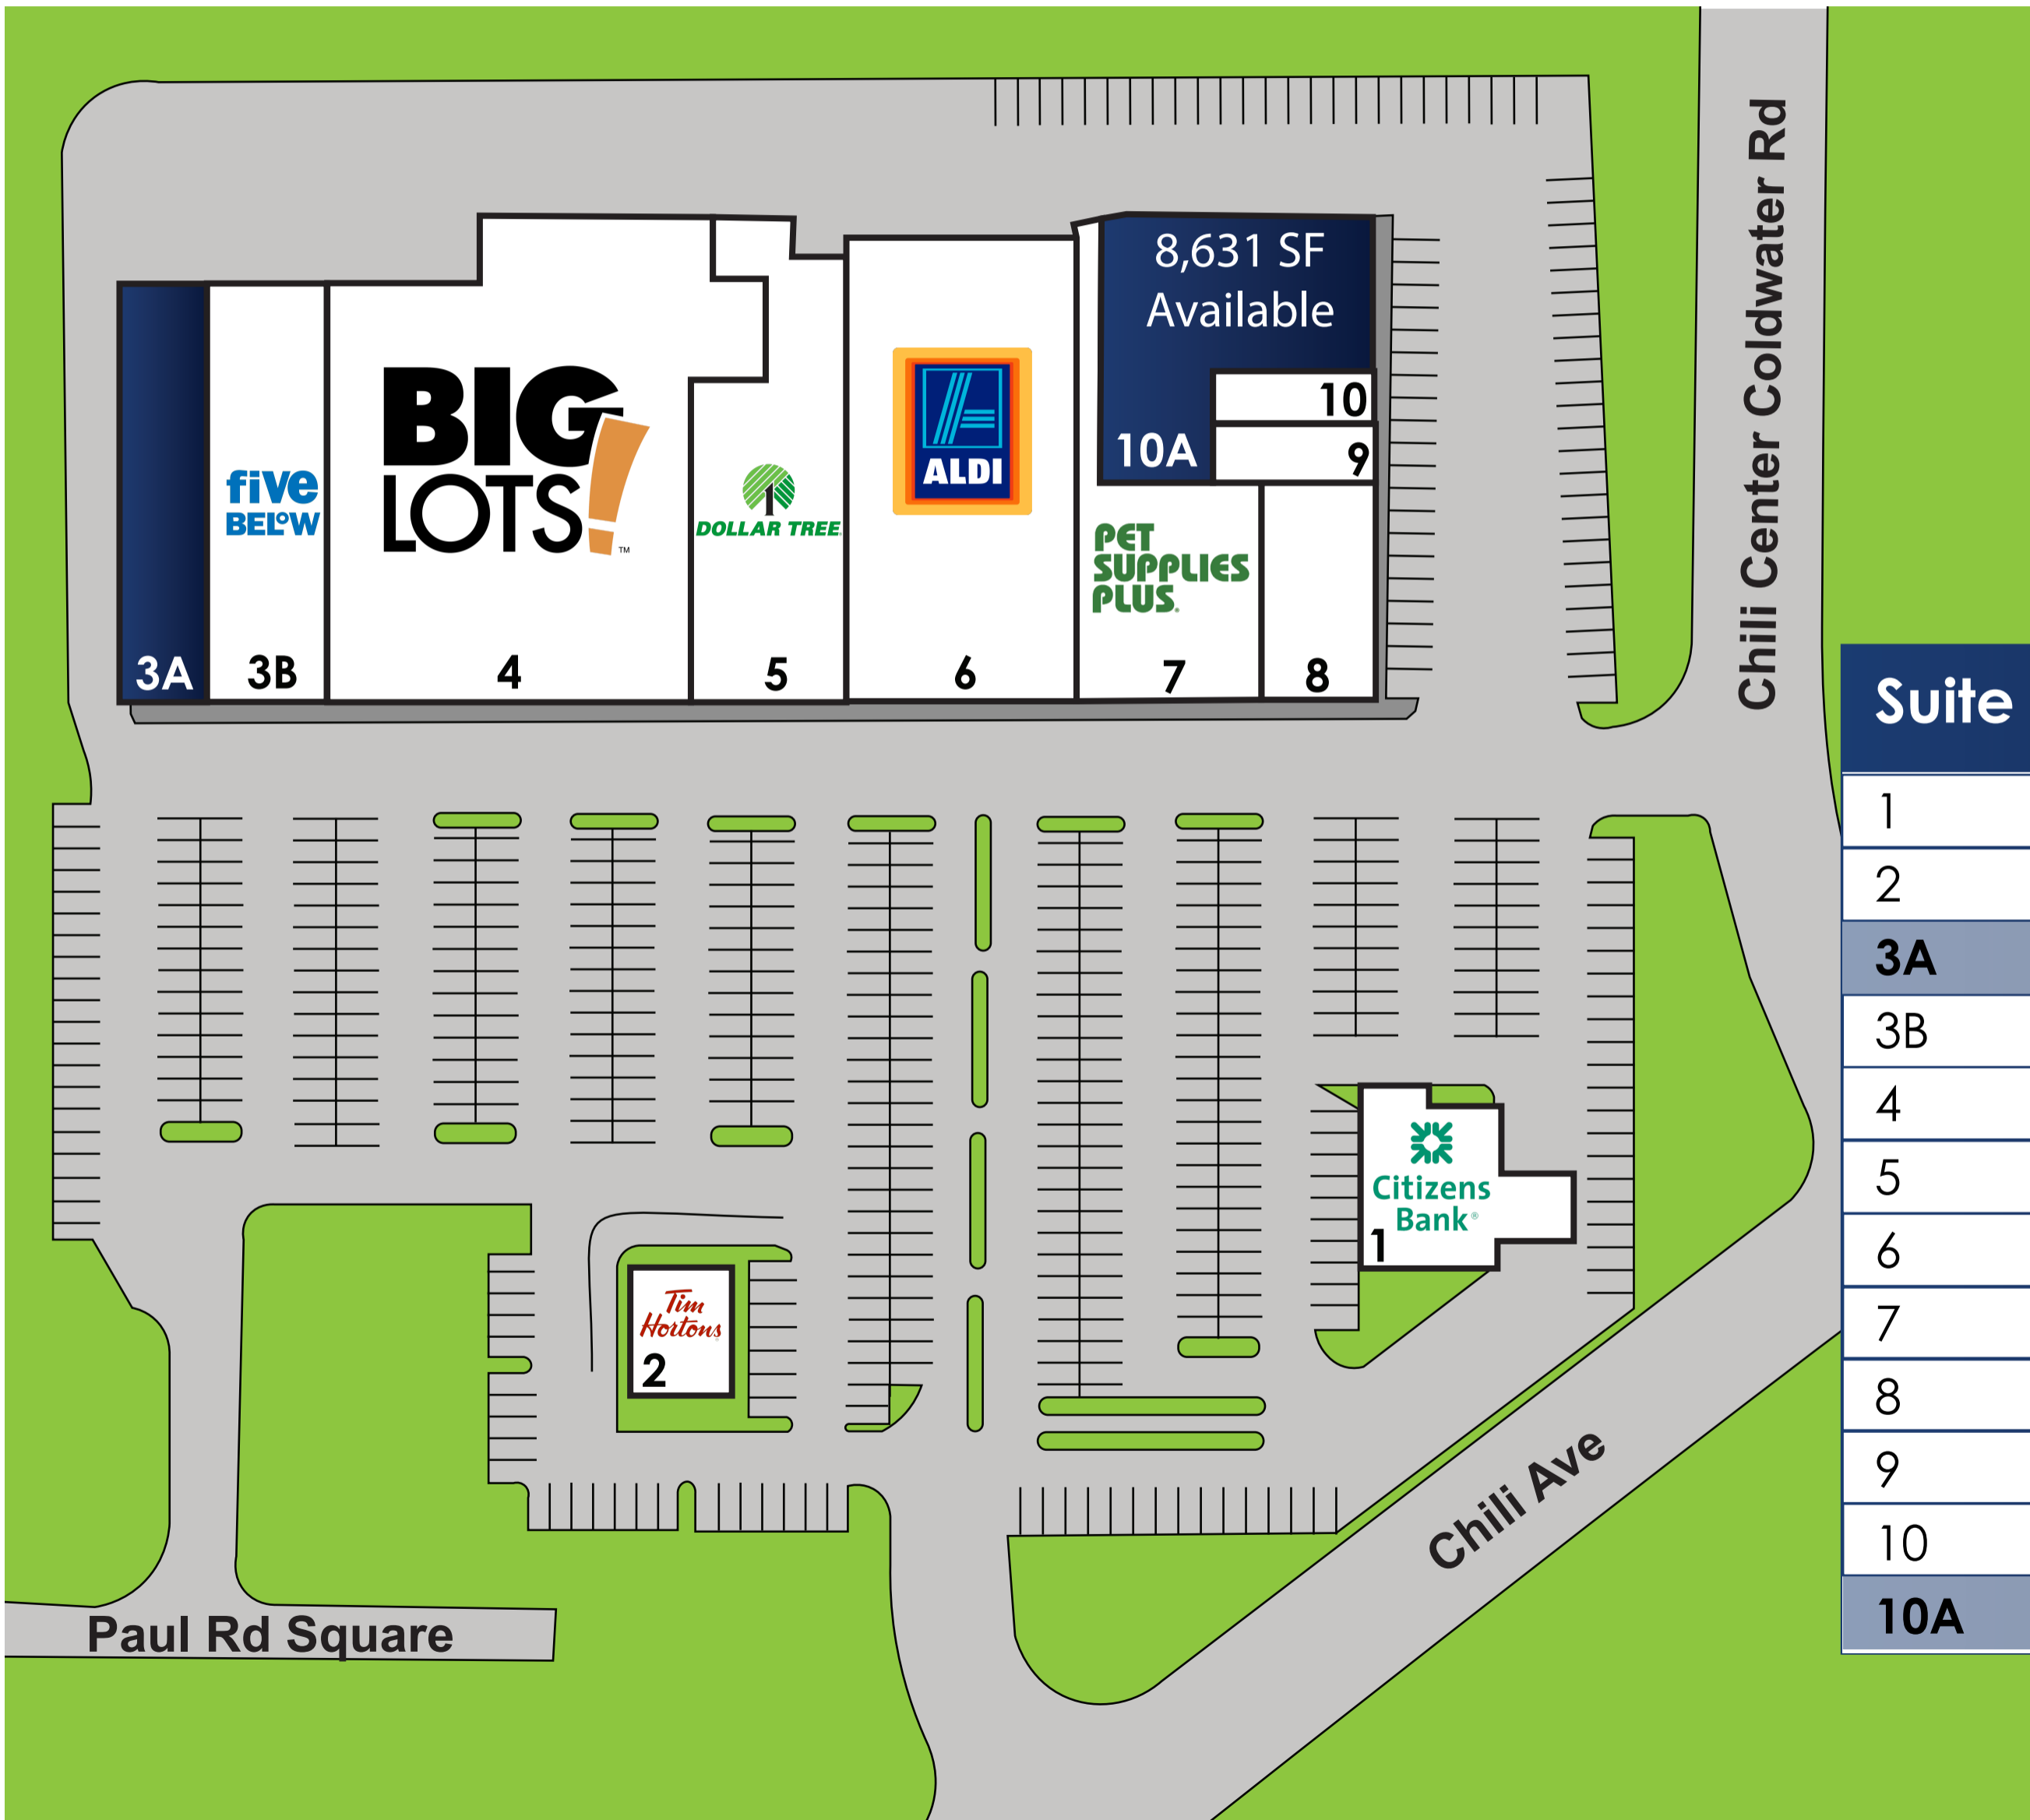 Chili Center Coldwater Rd
8,631 SF
Available
10
10A
9
BIG
LOTS!
™
five
BELOW
DOLLAR TREE
ALDI
PET
SUPPLIES
PLUS
3A
3B
4
5
6
7
8
Citizens
Bank®
1
Tim
Hortons
2
Chili Ave
Paul Rd Square
Suite
1
2
3A
3B
4
5
6
7
8
9
10
10A